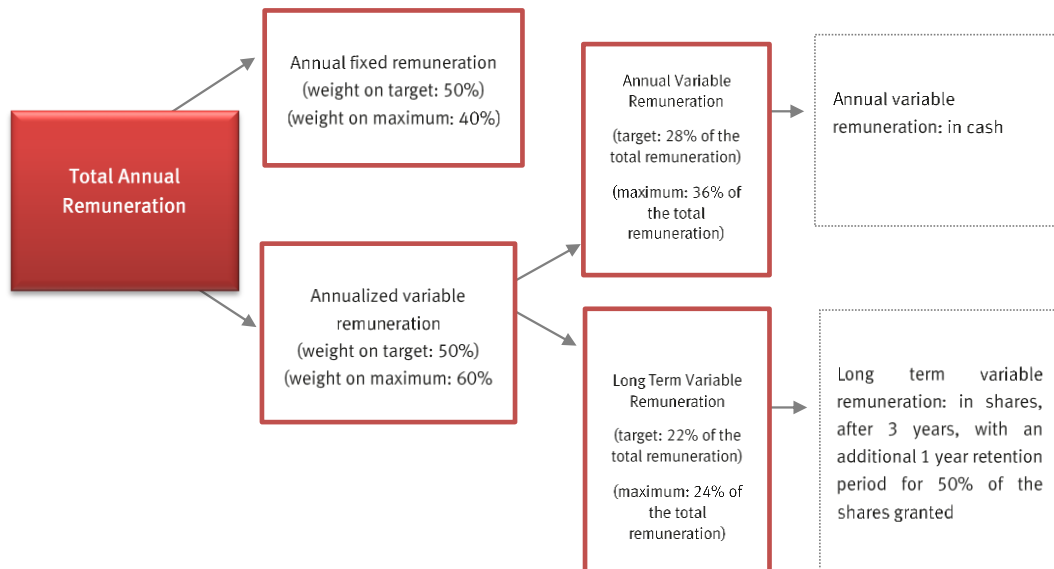 Total Annual
Remuneration
Annual fixed remuneration
(weight on target: 50%)
(weight on maximum: 40%)
Annualized variable
remuneration
(weight on target: 50%)
(weight on maximum: 60%
Annual Variable
Remuneration
(target: 28% of the
total remuneration)
(maximum: 36% of
the total
remuneration)
Annual variable
remuneration: in cash
Long Term Variable
Remuneration
(target: 22% of the
total remuneration)
(maximum: 24% of
the total
remuneration)
Long term variable
remuneration: in shares,
after 3 years, with an
additional 1 year retention
period for 50% of the
shares granted